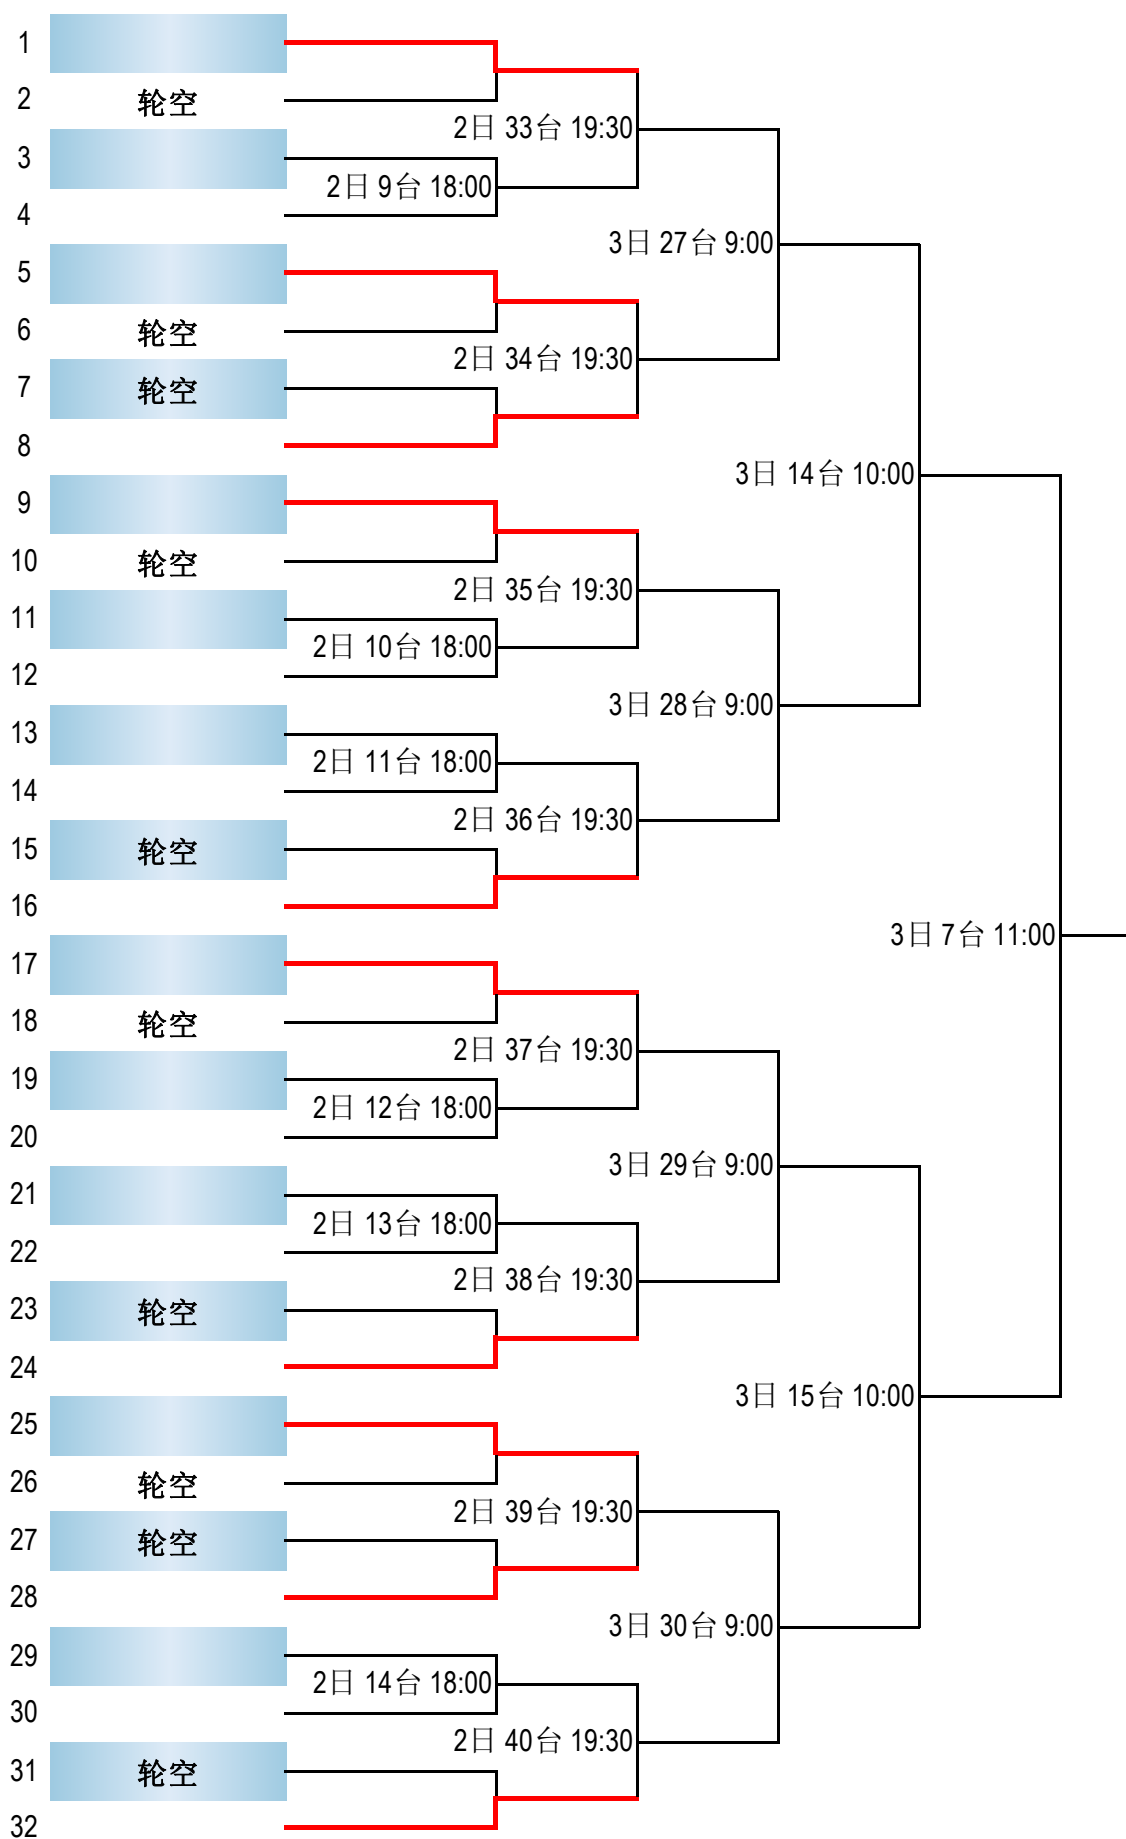 1
2 轮空
2日 33台 19:30
3
2日 9台 18:00
4
3日 27台 9:00
5
6 轮空
2日 34台 19:30
7 轮空
8
3日 14台 10:00
9
10 轮空
2日 35台 19:30
11
2日 10台 18:00
12
3日 28台 9:00
13
2日 11台 18:00
14
2日 36台 19:30
15 轮空
16
3日 7台 11:00
17
18 轮空
2日 37台 19:30
19
2日 12台 18:00
20
3日 29台 9:00
21
2日 13台 18:00
22
2日 38台 19:30
23 轮空
24
3日 15台 10:00
25
26 轮空
2日 39台 19:30
27 轮空
28
3日 30台 9:00
29
2日 14台 18:00
30
2日 40台 19:30
31 轮空
32